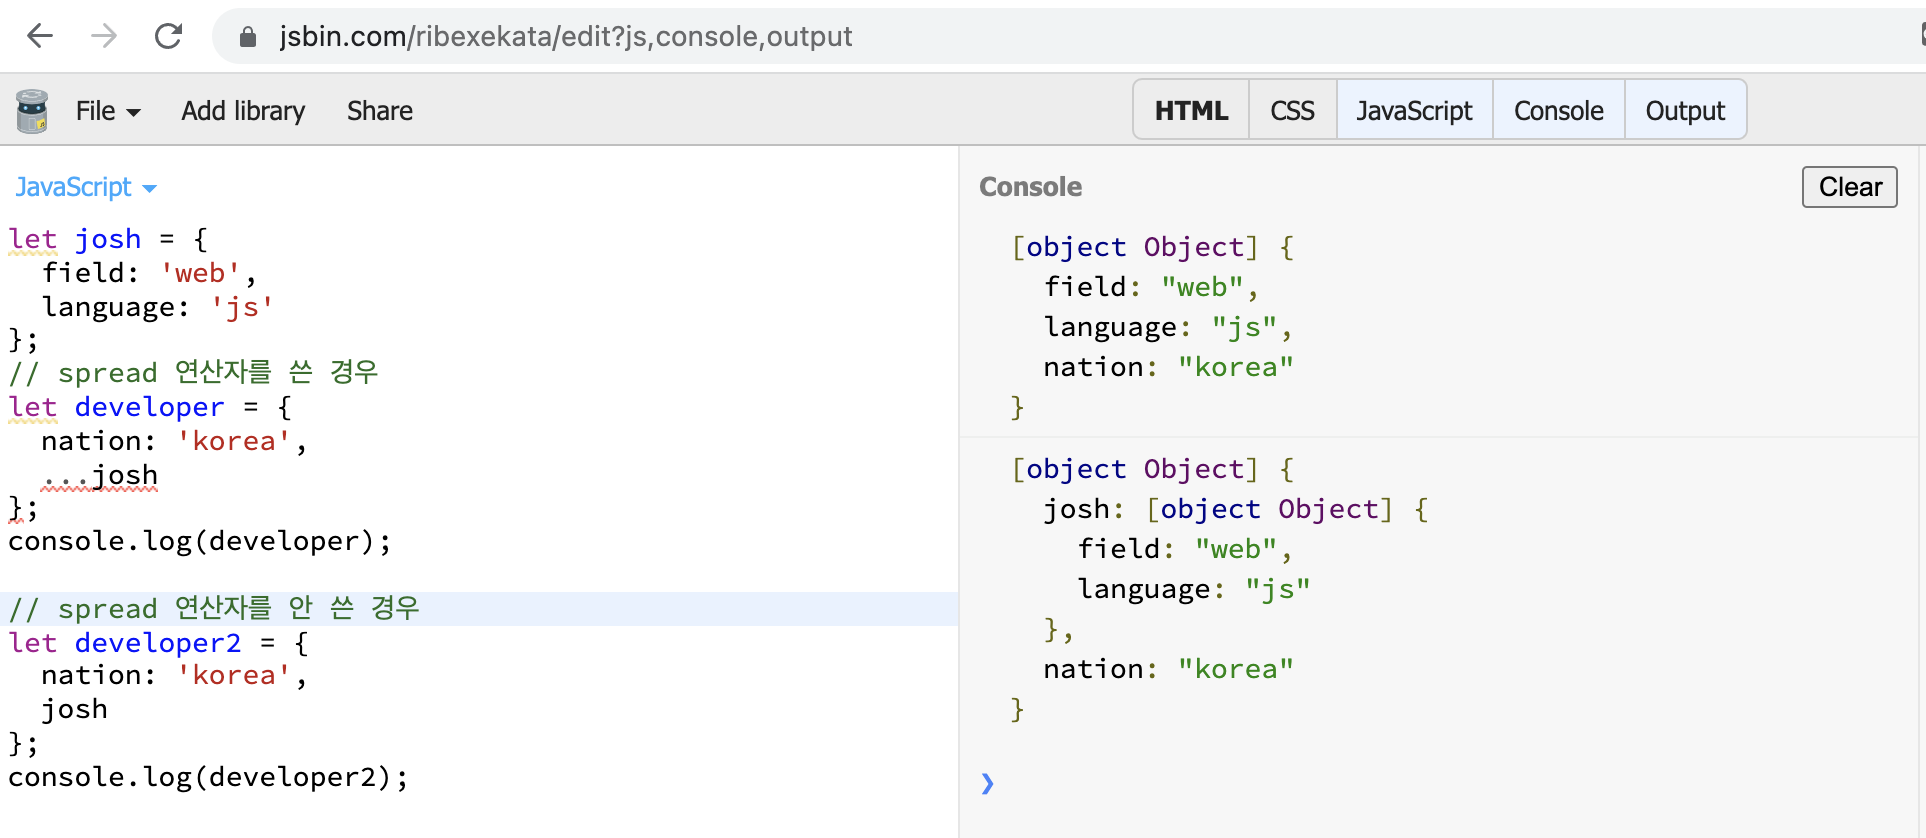 jsbin.com/ribexekata/edit?js,console,output
File Add library Share HTML CSS JavaScript Console Output
JavaScript
let josh = {
  field: 'web',
  language: 'js'
};
// spread 연산자를 쓴 경우
let developer = {
  nation: 'korea',
  ...josh
};
console.log(developer);
// spread 연산자를 안 쓴 경우
let developer2 = {
  nation: 'korea',
  josh
};
console.log(developer2);
Console Clear
[object Object] {
  field: "web",
  language: "js",
  nation: "korea"
}
[object Object] {
  josh: [object Object] {
    field: "web",
    language: "js"
  },
  nation: "korea"
}
❯